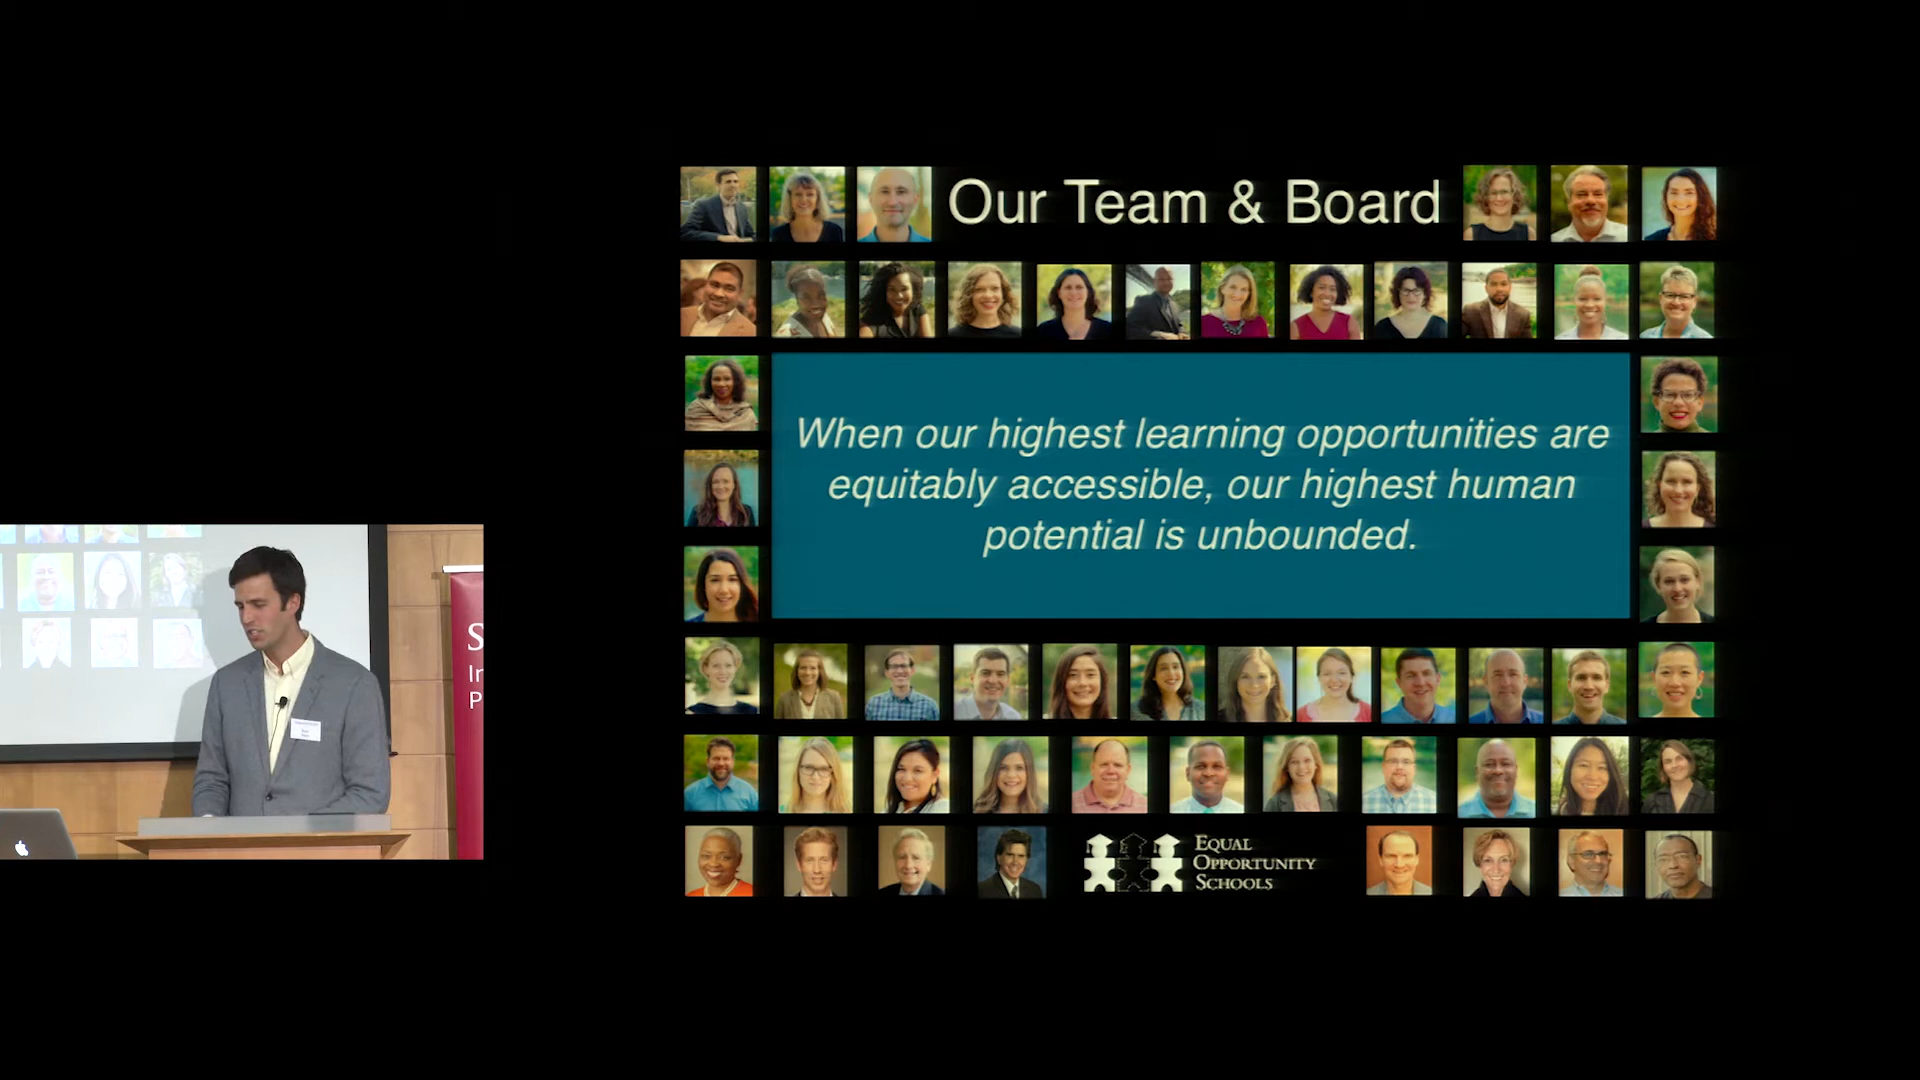 Our Team & Board
When our highest learning opportunities are
equitably accessible, our highest human
potential is unbounded.
EQUAL
OPPORTUNITY
SCHOOLS
S
In
P